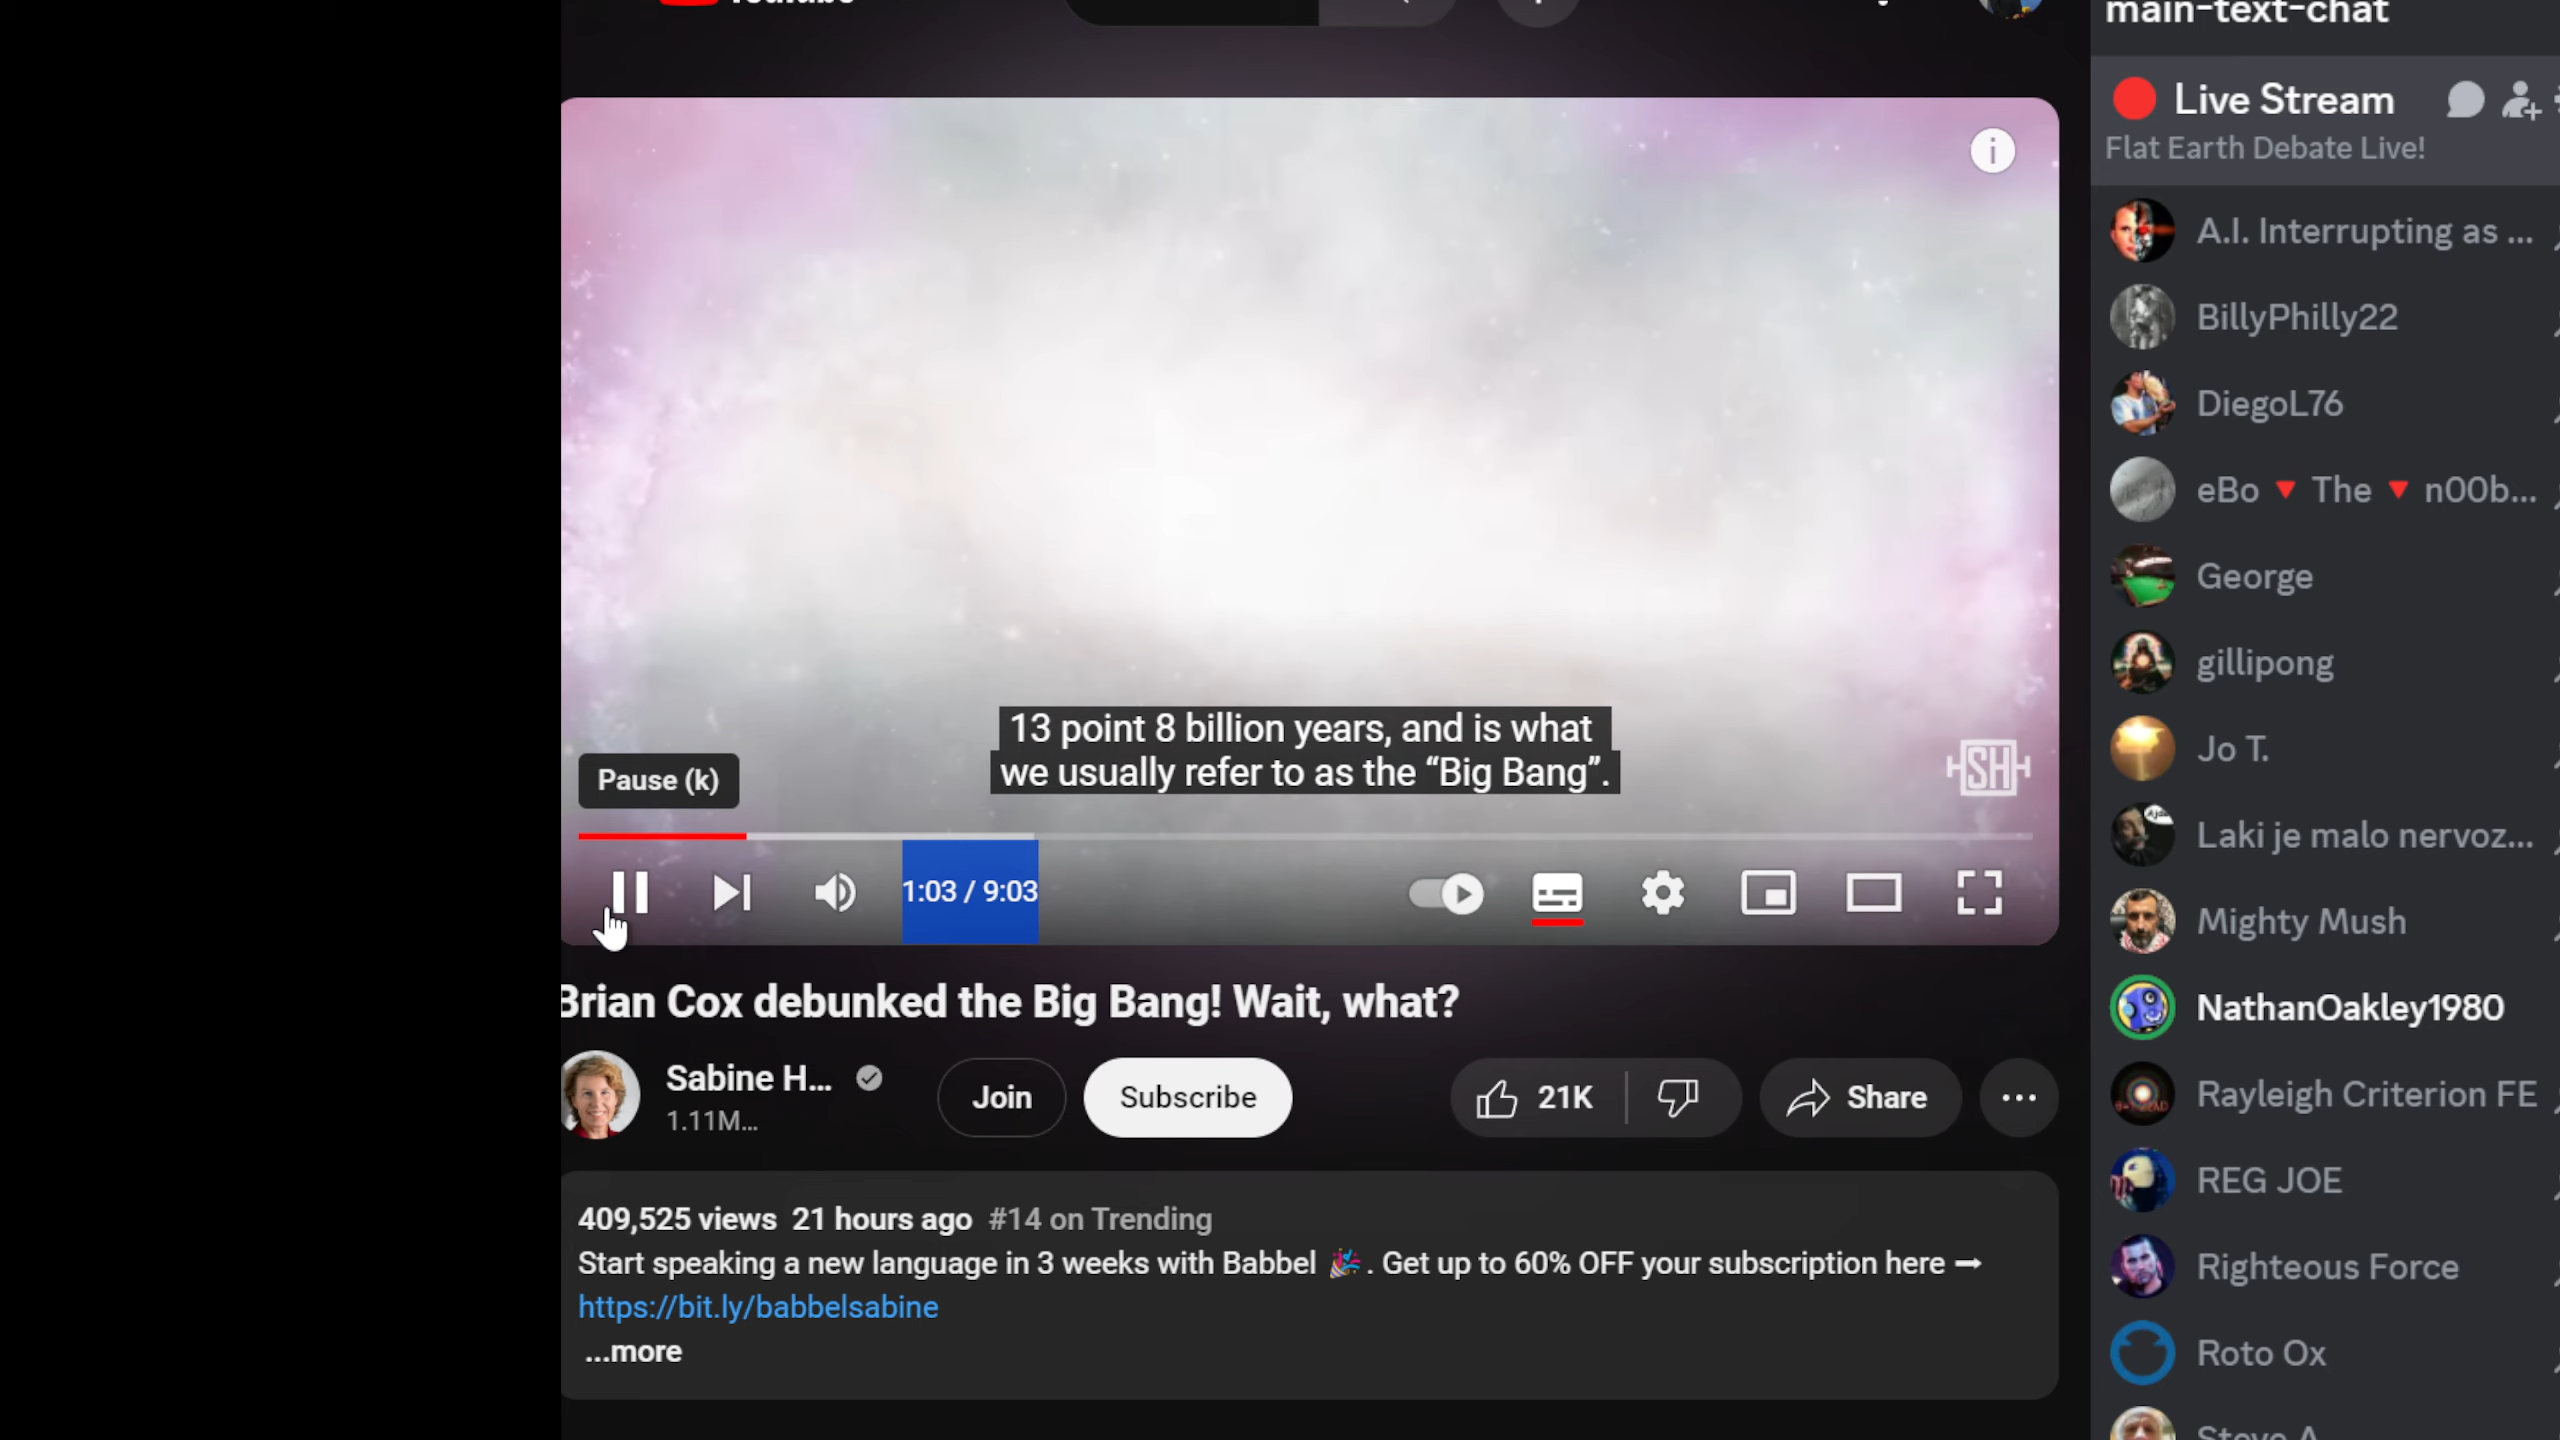 main-text-chat
Live Stream
Flat Earth Debate Live!
A.I. Interrupting as ...
BillyPhilly22
DiegoL76
eBo 🔻 The 🔻 n00b...
George
gillipong
Jo T.
Laki je malo nervoz...
Mighty Mush
NathanOakley1980
Rayleigh Criterion FE
REG JOE
Righteous Force
Roto Ox
13 point 8 billion years, and is what
we usually refer to as the “Big Bang”.
SH
Pause (k)
1:03 / 9:03
Brian Cox debunked the Big Bang! Wait, what?
Sabine H...
1.11M...
Join
Subscribe
21K
Share
409,525 views 21 hours ago #14 on Trending
Start speaking a new language in 3 weeks with Babbel 🎉. Get up to 60% OFF your subscription here ➞
https://bit.ly/babbelsabine
...more